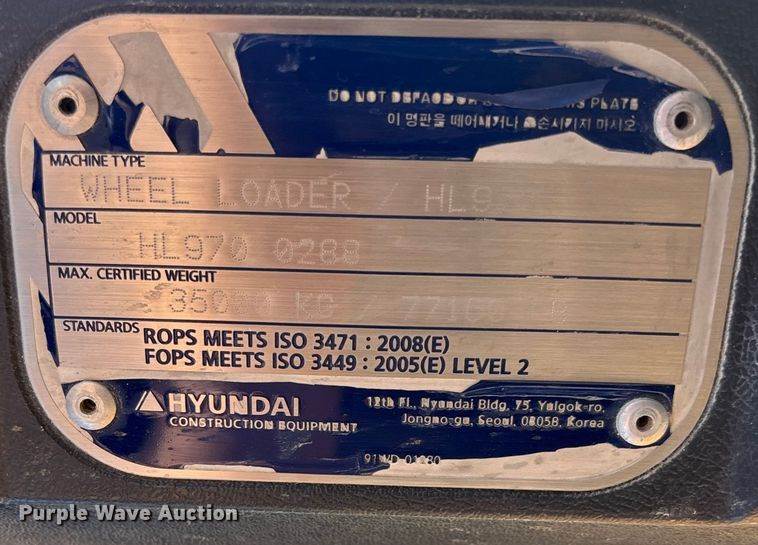 DO NOT THIS PLATE
이 명판을 떼어내거나 훼손시키지 마시오
MACHINE TYPE
WHEEL LOADER / HL9
MODEL
HL970 0288
MAX. CERTIFIED WEIGHT
KG /
STANDARDS ROPS MEETS ISO 3471 : 2008(E)
FOPS MEETS ISO 3449 : 2005(E) LEVEL 2
HYUNDAI
CONSTRUCTION EQUIPMENT
12th Fl., Hyundai Bldg. 75, Yulgok-ro,
Jongno-gu, Seoul, 03058, Korea
Purple Wave Auction